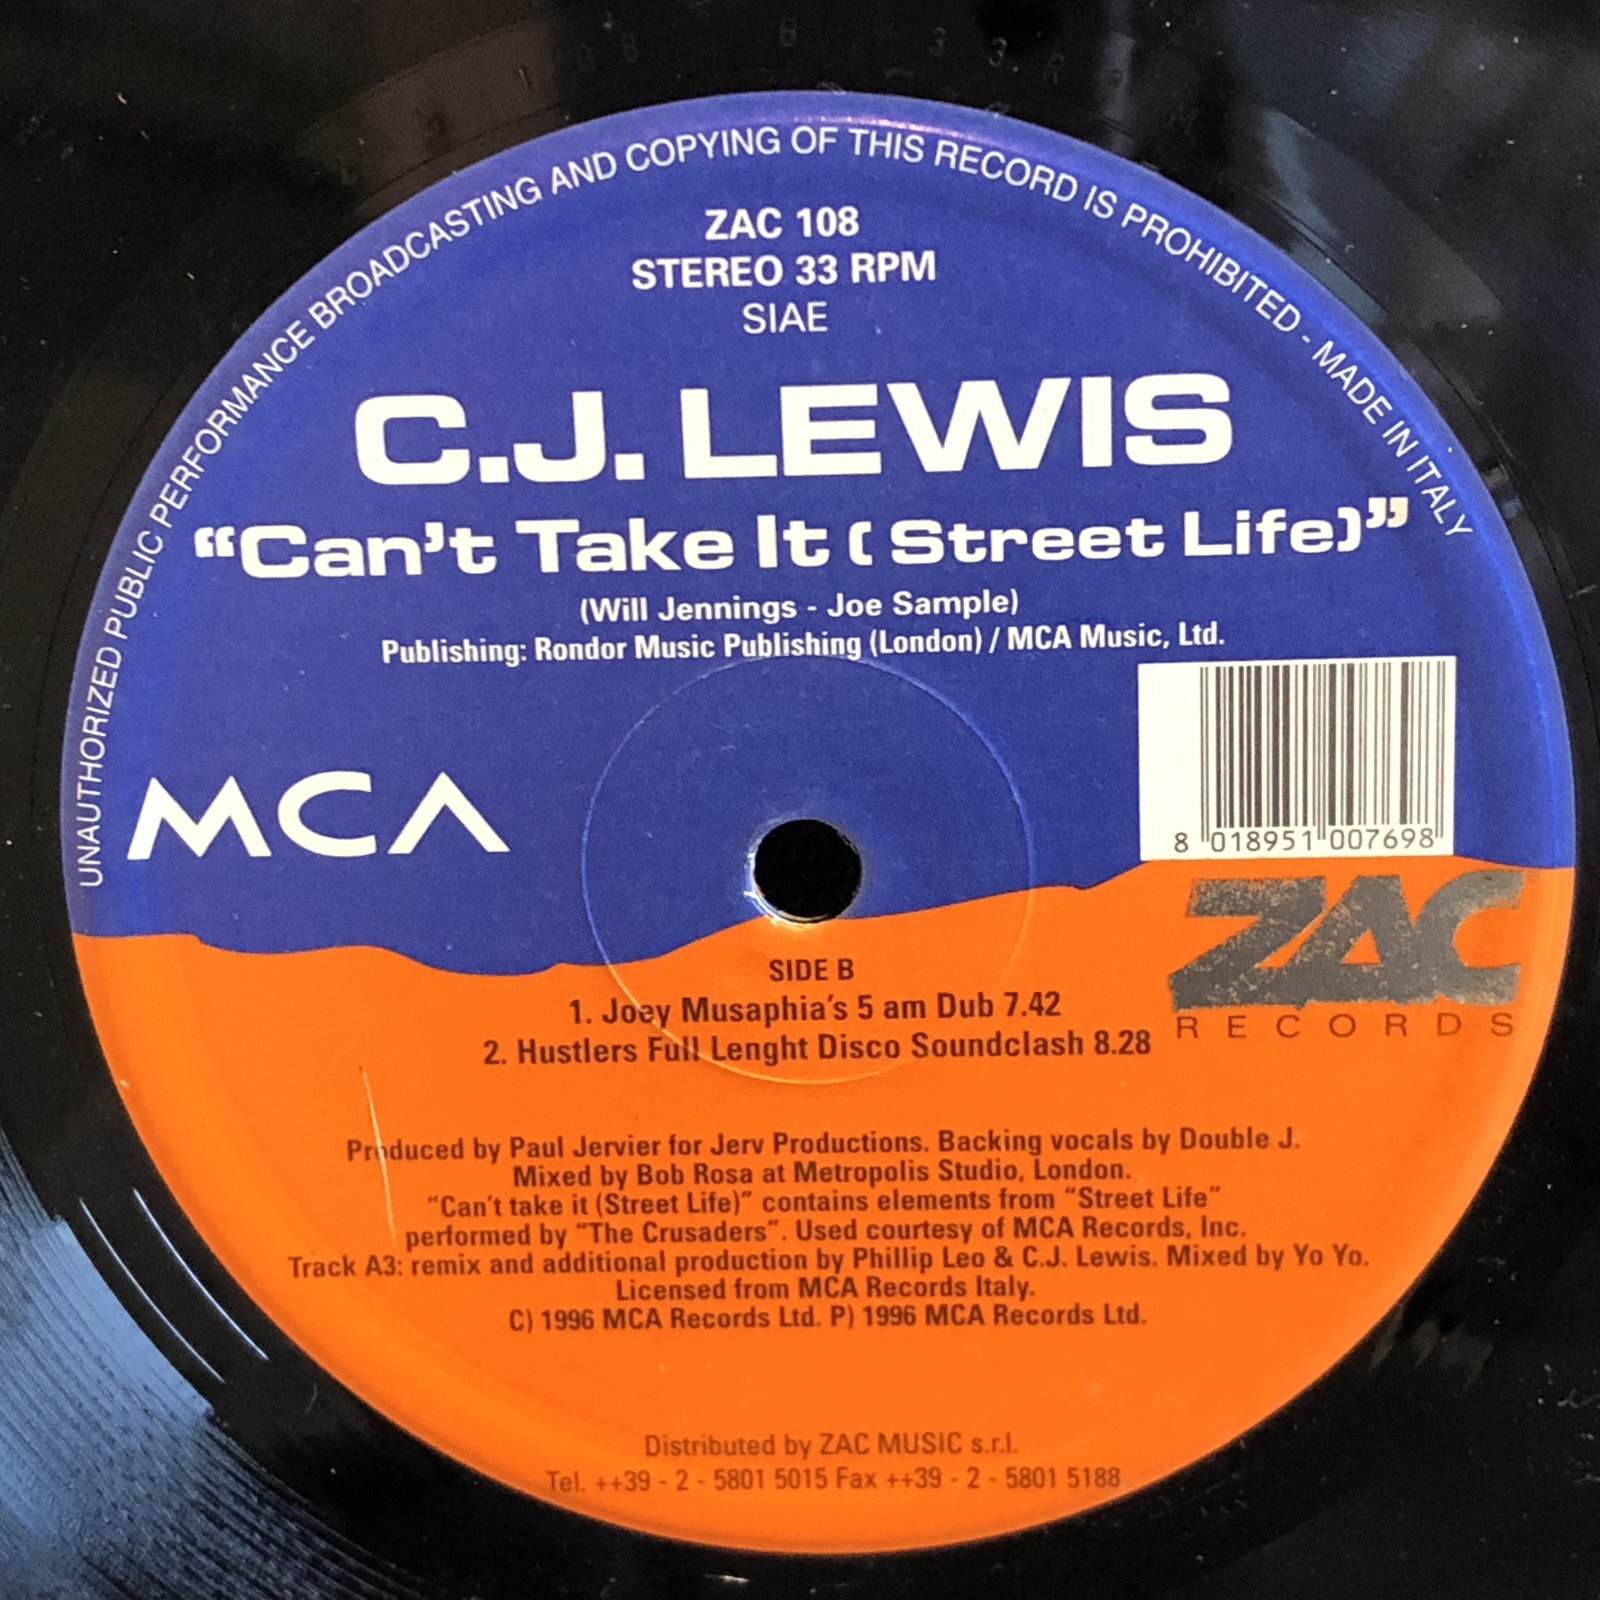 UNAUTHORIZED PUBLIC PERFORMANCE BROADCASTING AND COPYING OF THIS RECORD IS PROHIBITED - MADE IN ITALY
ZAC 108
STEREO 33 RPM
SIAE
C.J. LEWIS
“Can't Take It ( Street Life)”
(Will Jennings - Joe Sample)
Publishing: Rondor Music Publishing (London) / MCA Music, Ltd.
MCA
8 018951 007698
ZAC
RECORDS
SIDE B
1. Joey Musaphia's 5 am Dub 7.42
2. Hustlers Full Lenght Disco Soundclash 8.28
Produced by Paul Jervier for Jerv Productions. Backing vocals by Double J.
Mixed by Bob Rosa at Metropolis Studio, London.
“Can't take it (Street Life)” contains elements from “Street Life”
performed by “The Crusaders”. Used courtesy of MCA Records, Inc.
Track A3: remix and additional production by Phillip Leo & C.J. Lewis. Mixed by Yo Yo.
Licensed from MCA Records Italy.
C) 1996 MCA Records Ltd. P) 1996 MCA Records Ltd.
Distributed by ZAC MUSIC s.r.l.
Tel. ++39 - 2 - 5801 5015 Fax ++39 - 2 - 5801 5188